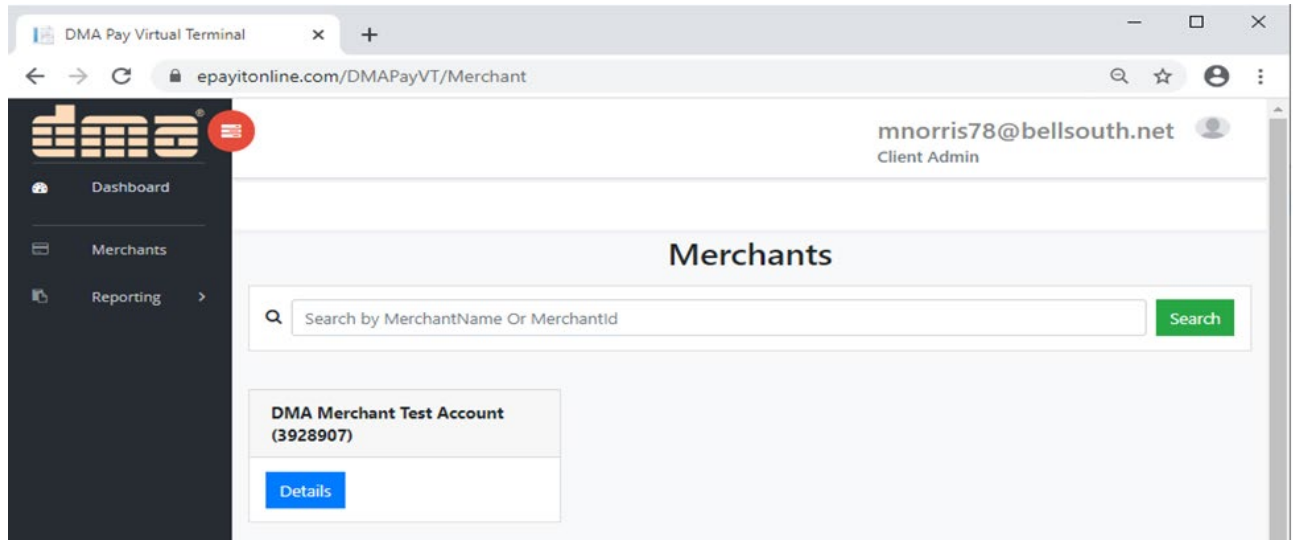 DMA Pay Virtual Terminal
epayitonline.com/DMAPayVT/Merchant
dma®
mnorris78@bellsouth.net
Client Admin
Dashboard
Merchants
Reporting
Merchants
Search by MerchantName Or MerchantId
Search
DMA Merchant Test Account
(3928907)
Details